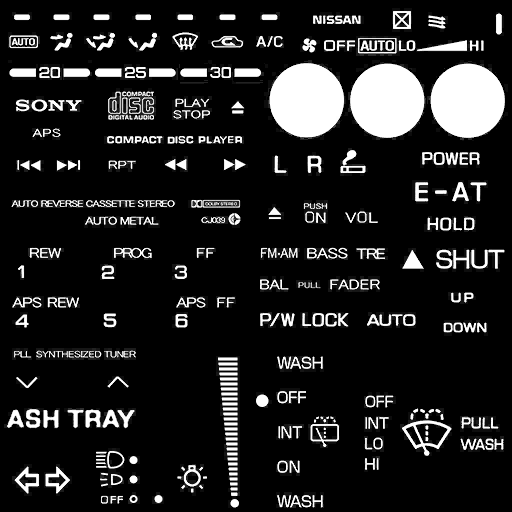 NISSAN
AUTO
A/C
OFF AUTO LO HI
20 25 30
SONY
COMPACT
disc
DIGITAL AUDIO
PLAY
STOP
APS
COMPACT DISC PLAYER
RPT
L R
POWER
E-AT
HOLD
AUTO REVERSE CASSETTE STEREO
DOLBY STEREO
AUTO METAL
CJ039
PUSH
ON
VOL
REW PROG FF
1 2 3
FM·AM BASS TRE
SHUT
BAL PULL FADER
APS REW APS FF
4 5 6
UP
P/W LOCK AUTO
DOWN
PLL SYNTHESIZED TUNER
ASH TRAY
OFF
WASH
OFF
INT
ON
WASH
OFF
INT
LO
HI
PULL
WASH